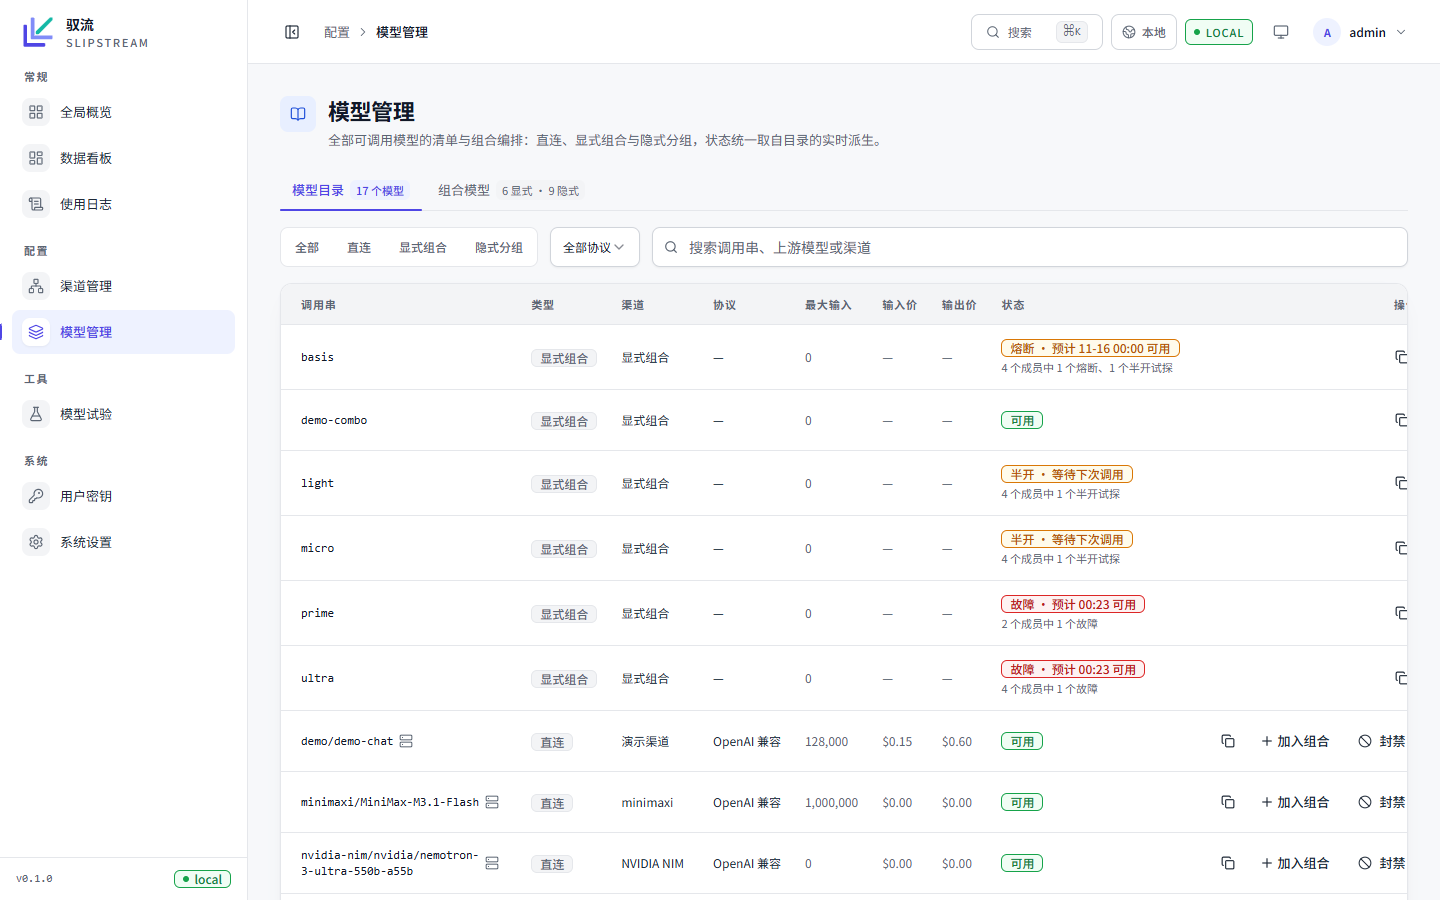 驭流
SLIPSTREAM
常规
全局概览
数据看板
使用日志
配置
渠道管理
模型管理
工具
模型试验
系统
用户密钥
系统设置
v0.1.0
local
配置 > 模型管理
搜索 ⌘K
本地
LOCAL
A admin
模型管理
全部可调用模型的清单与组合编排：直连、显式组合与隐式分组，状态统一取自目录的实时派生。
模型目录 17 个模型 组合模型 6 显式 · 9 隐式
全部 直连 显式组合 隐式分组 全部协议 搜索调用串、上游模型或渠道
调用串 类型 渠道 协议 最大输入 输入价 输出价 状态
basis 显式组合 显式组合 — 0 — — 熔断 · 预计 11-16 00:00 可用
4 个成员中 1 个熔断、1 个半开试探
demo-combo 显式组合 显式组合 — 0 — — 可用
light 显式组合 显式组合 — 0 — — 半开 · 等待下次调用
4 个成员中 1 个半开试探
micro 显式组合 显式组合 — 0 — — 半开 · 等待下次调用
4 个成员中 1 个半开试探
prime 显式组合 显式组合 — 0 — — 故障 · 预计 00:23 可用
2 个成员中 1 个故障
ultra 显式组合 显式组合 — 0 — — 故障 · 预计 00:23 可用
4 个成员中 1 个故障
demo/demo-chat 直连 演示渠道 OpenAI 兼容 128,000 $0.15 $0.60 可用 + 加入组合 封禁
minimaxi/MiniMax-M3.1-Flash 直连 minimaxi OpenAI 兼容 1,000,000 $0.00 $0.00 可用 + 加入组合 封禁
nvidia-nim/nvidia/nemotron-
3-ultra-550b-a55b 直连 NVIDIA NIM OpenAI 兼容 0 $0.00 $0.00 可用 + 加入组合 封禁